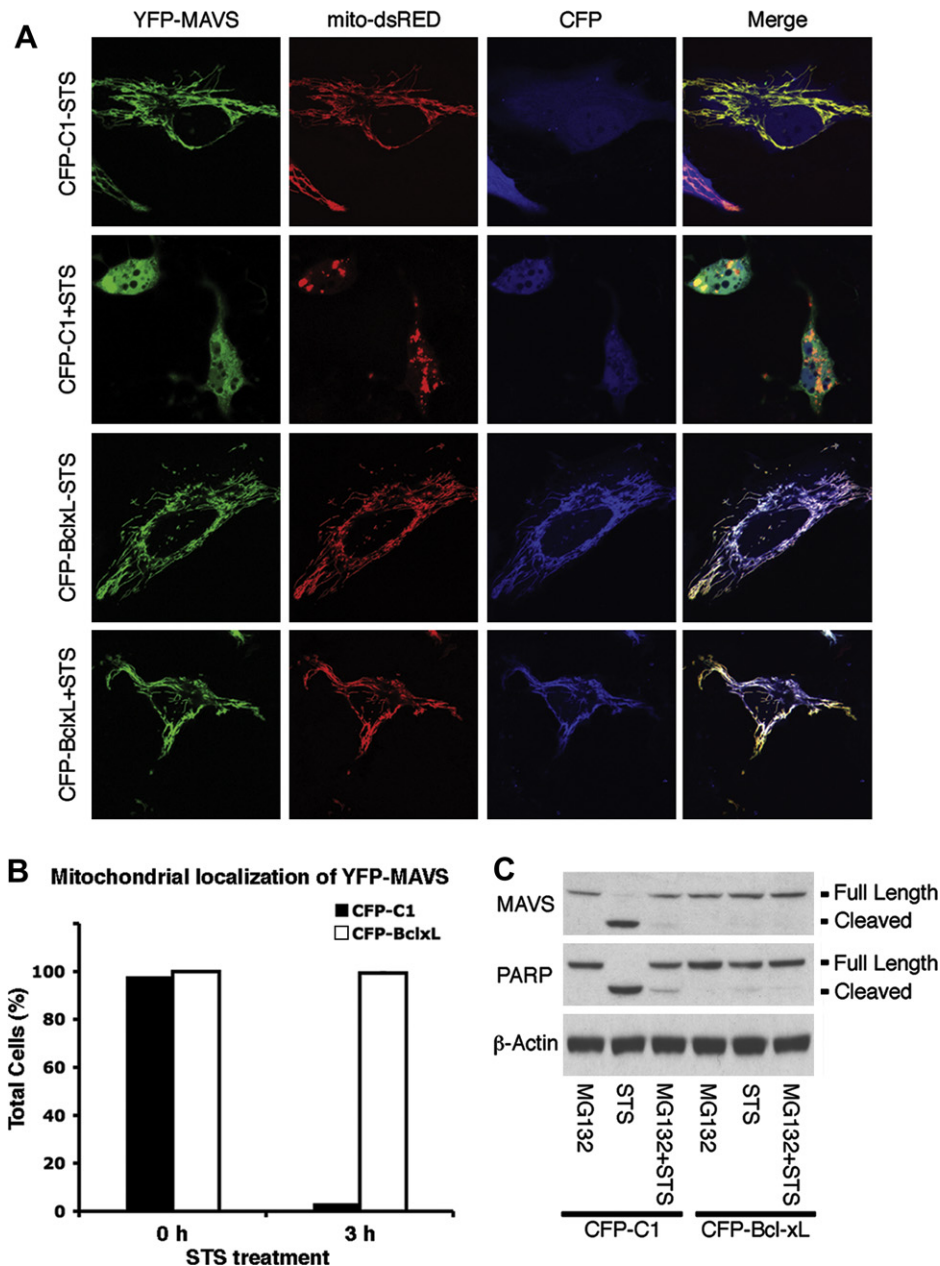 A
YFP-MAVS mito-dsRED CFP Merge
CFP-C1-STS
CFP-C1+STS
CFP-BclxL-STS
CFP-BclxL+STS
B
Mitochondrial localization of YFP-MAVS
CFP-C1
CFP-BclxL
Total Cells (%)
100
80
60
40
20
0
0 h 3 h
STS treatment
C
MAVS
Full Length
Cleaved
PARP
Full Length
Cleaved
β-Actin
MG132 STS MG132+STS MG132 STS MG132+STS
CFP-C1 CFP-Bcl-xL